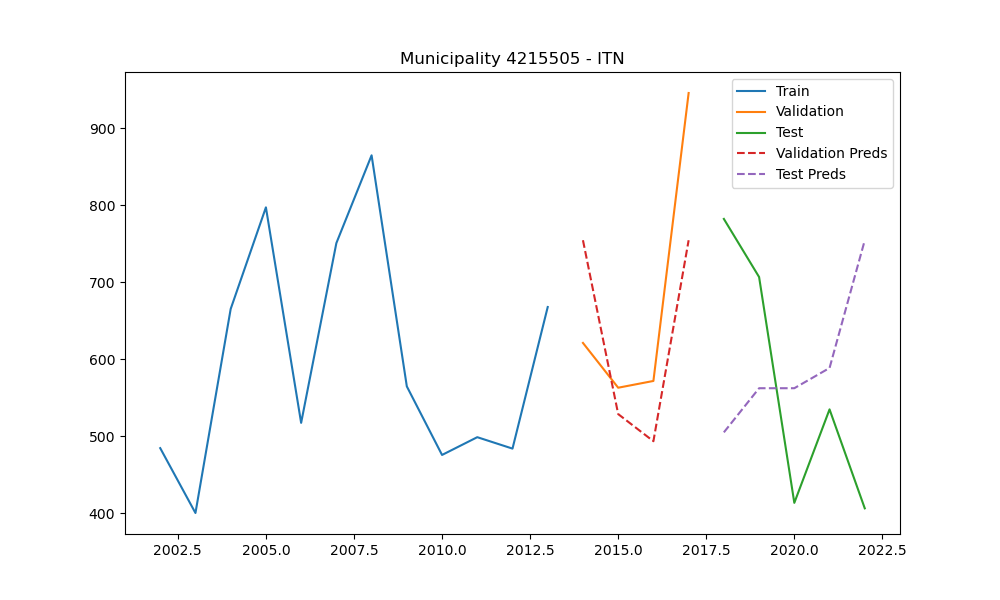 Municipality 4215505 - ITN
Train
Validation
Test
Validation Preds
Test Preds
900
800
700
600
500
400
2002.5 2005.0 2007.5 2010.0 2012.5 2015.0 2017.5 2020.0 2022.5